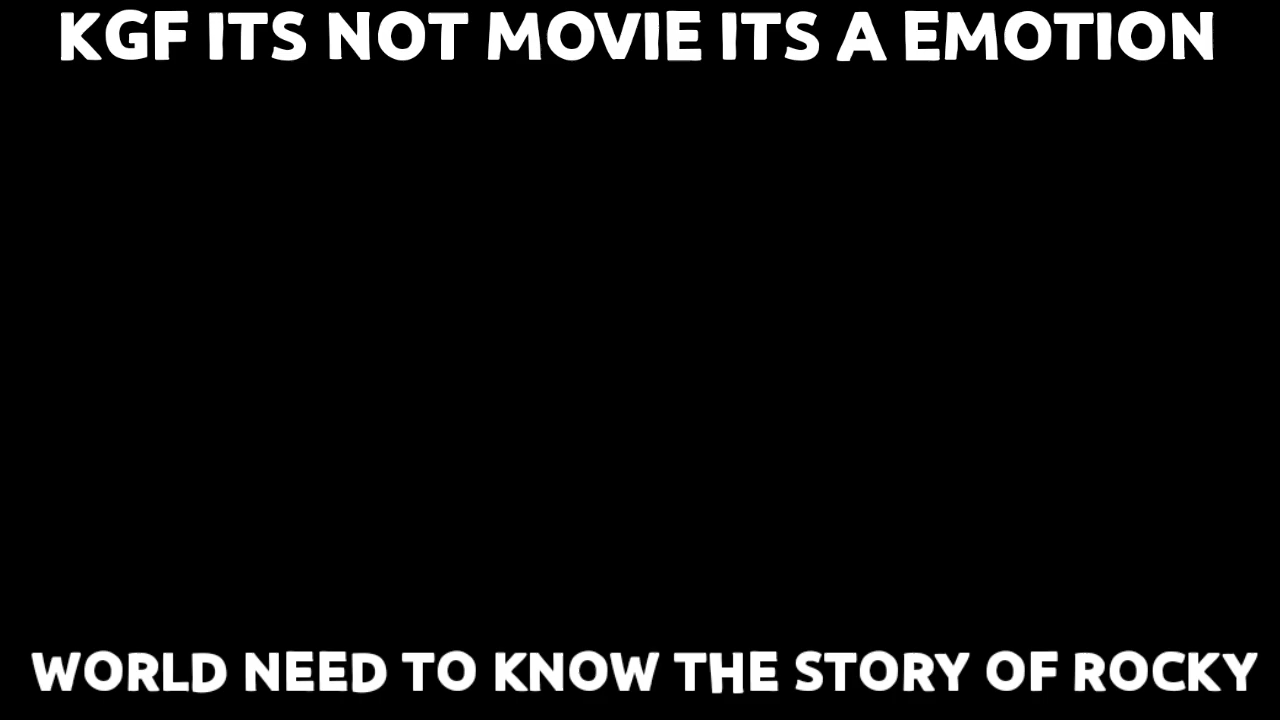 KGF ITS NOT MOVIE ITS A EMOTION
WORLD NEED TO KNOW THE STORY OF ROCKY